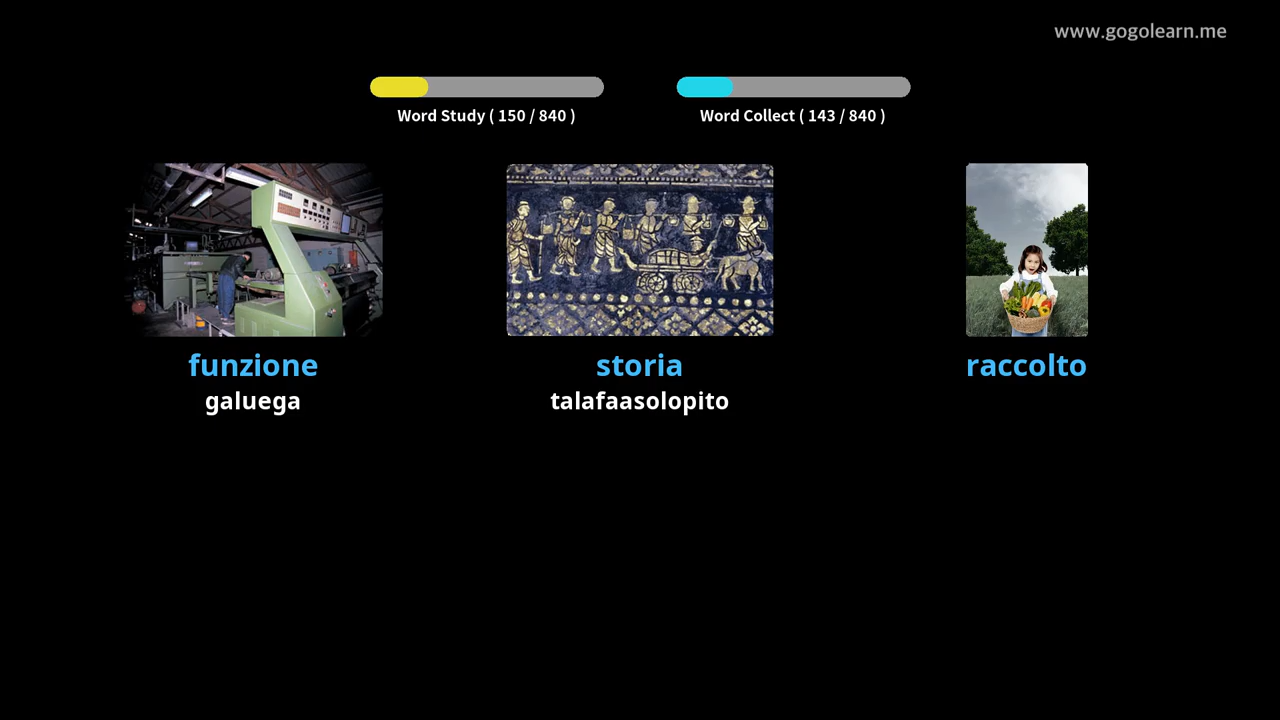 www.gogolearn.me
Word Study ( 150 / 840 )
Word Collect ( 143 / 840 )
funzione
galuega
storia
talafaasolopito
raccolto